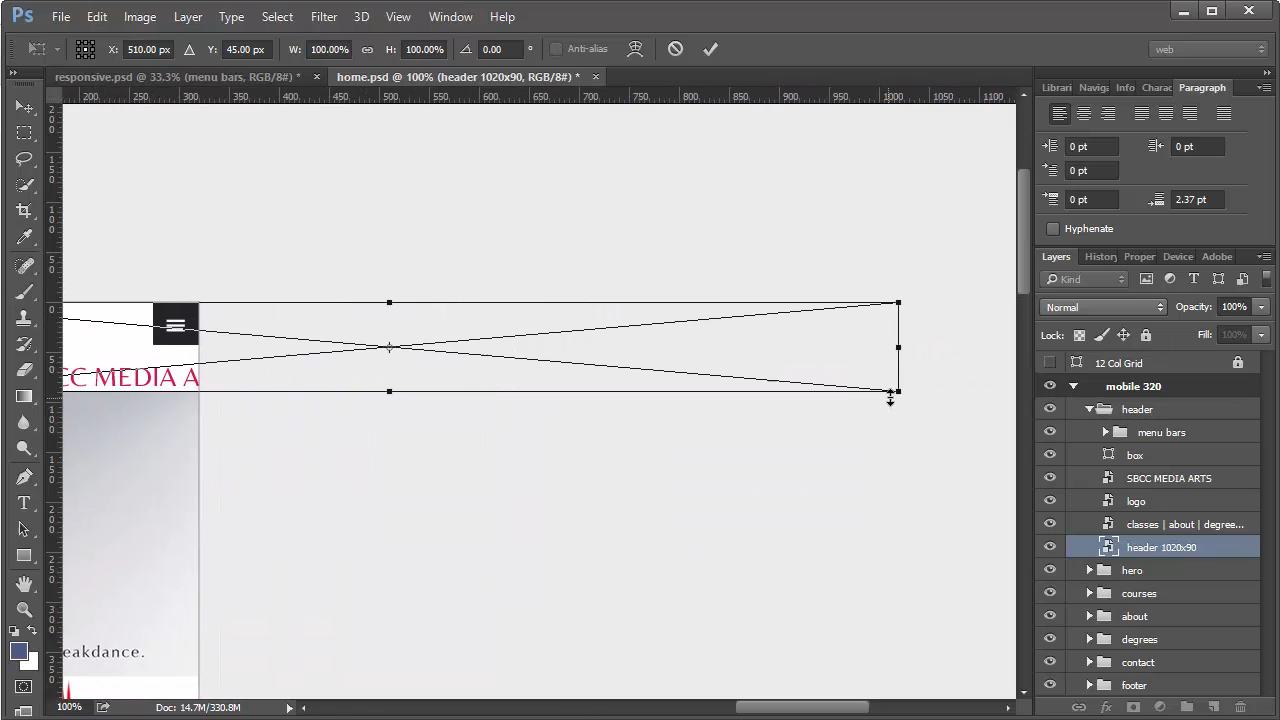 Ps File Edit Image Layer Type Select Filter 3D View Window Help
X: 510.00 px Y: 45.00 px W: 100.00% H: 100.00% 0.00 ° Anti-alias web
responsive.psd @ 33.3% (menu bars, RGB/8#) * × home.psd @ 100% (header 1020x90, RGB/8#) * ×
200 250 300 350 400 450 500 550 600 650 700 750 800 850 900 950 1000 1050 1100
Librari Naviga Info Charac Paragraph
0 pt 0 pt
0 pt
0 pt 2.37 pt
Hyphenate
Layers History Proper Device Adobe
Kind
Normal Opacity: 100%
Lock: Fill: 100%
12 Col Grid
mobile 320
header
menu bars
box
SBCC MEDIA ARTS
logo
classes | about | degree...
header 1020x90
hero
courses
about
degrees
contact
footer
CC MEDIA A
eakdance.
100% Doc: 14.7M/330.8M